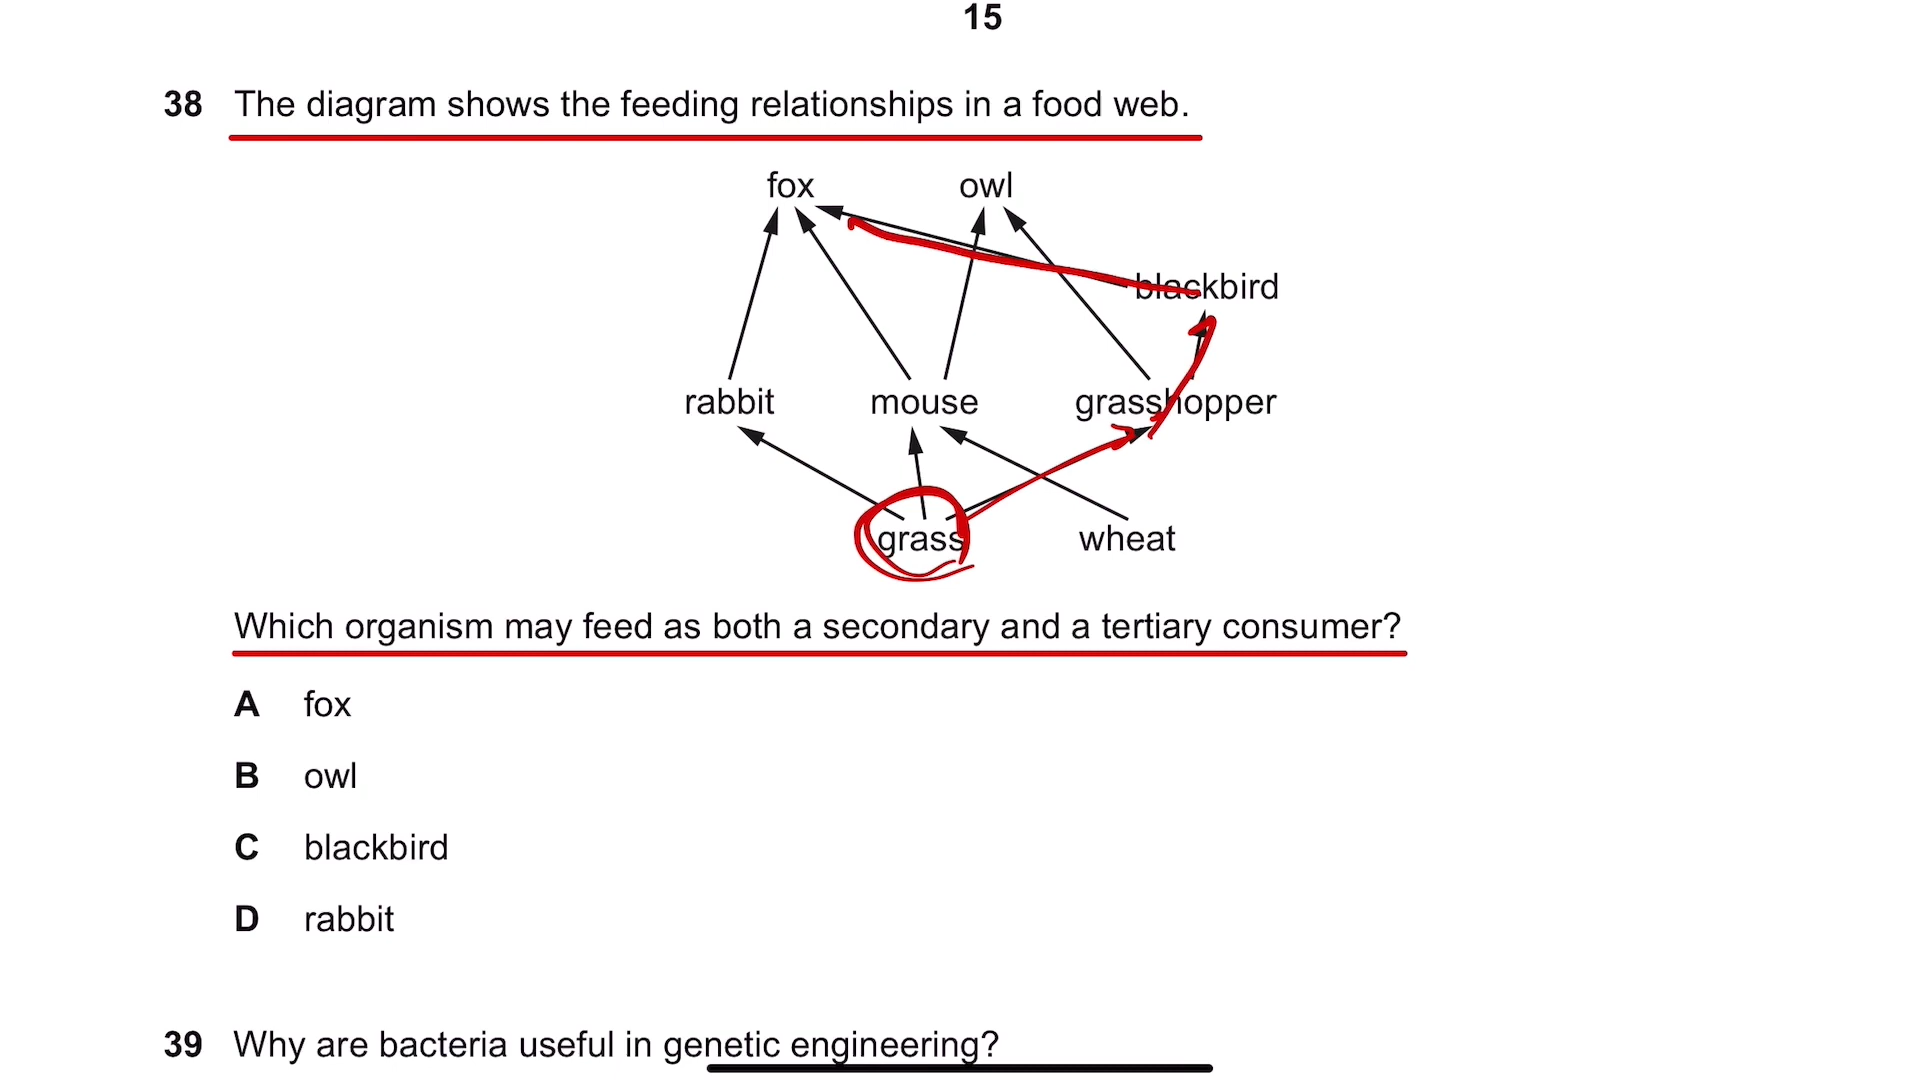 15
38 The diagram shows the feeding relationships in a food web.
fox owl
blackbird
rabbit mouse grasshopper
grass wheat
Which organism may feed as both a secondary and a tertiary consumer?
A fox
B owl
C blackbird
D rabbit
39 Why are bacteria useful in genetic engineering?